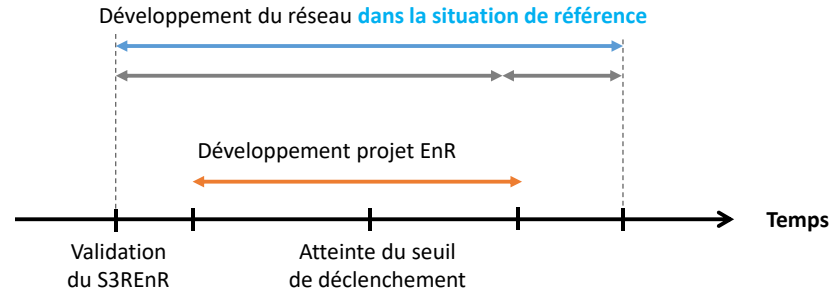 Développement du réseau dans la situation de référence
Développement projet EnR
Temps
Validation
du S3REnR
Atteinte du seuil
de déclenchement